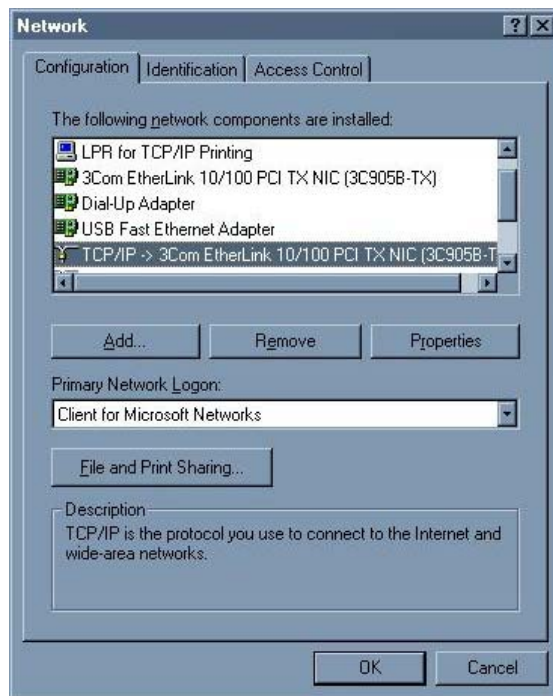 Network
Configuration Identification Access Control
The following network components are installed:
LPR for TCP/IP Printing
3Com EtherLink 10/100 PCI TX NIC (3C905B-TX)
Dial-Up Adapter
USB Fast Ethernet Adapter
TCP/IP -> 3Com EtherLink 10/100 PCI TX NIC (3C905B-T
Add... Remove Properties
Primary Network Logon:
Client for Microsoft Networks
File and Print Sharing...
Description
TCP/IP is the protocol you use to connect to the Internet and
wide-area networks.
OK Cancel